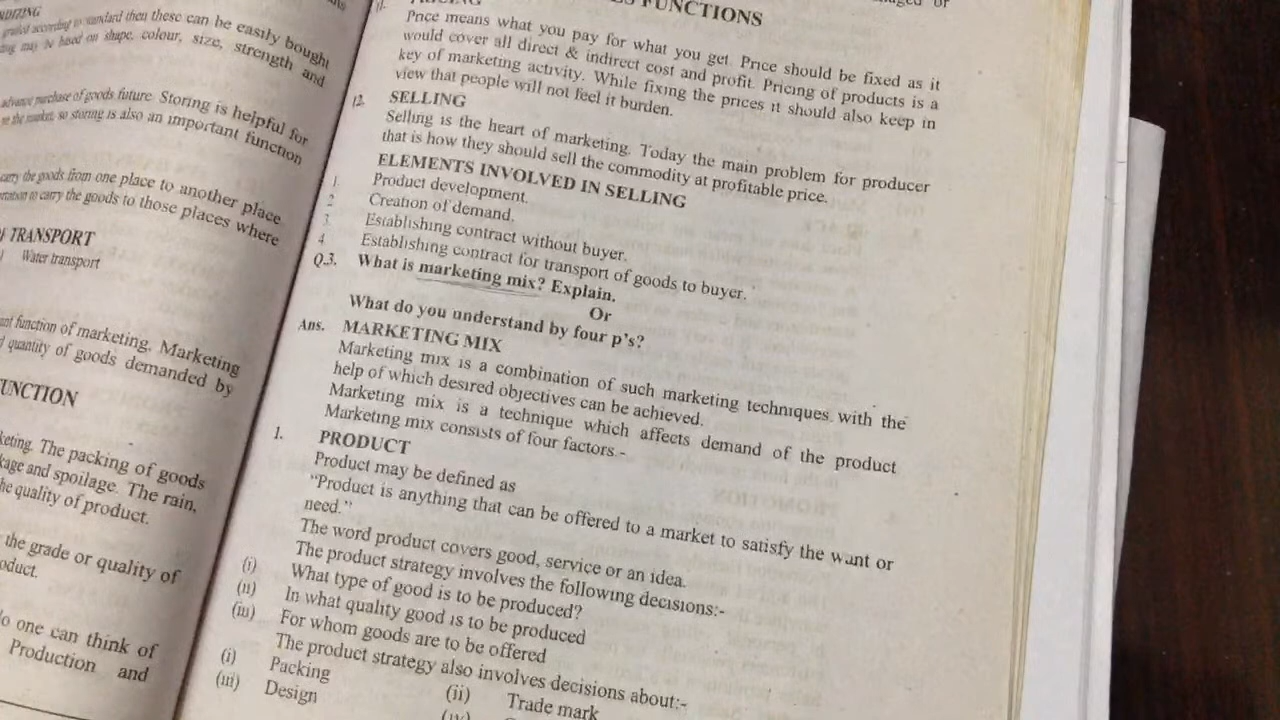 NDIZING
graded according to standard then these can be easily bought
ding may be based on shape, colour, size, strength and
advance purchase of goods future. Storing is helpful for
the market, so storing is also an important function
carry the goods from one place to another place.
to carry the goods to those places where
TRANSPORT
Water transport
function of marketing. Marketing
quantity of goods demanded by
UNCTION
keting. The packing of goods
kage and spoilage. The rain,
he quality of product.
the grade or quality of
oduct.
o one can think of
Production and
FUNCTIONS
11.
Price means what you pay for what you get. Price should be fixed as it
would cover all direct & indirect cost and profit. Pricing of products is a
key of marketing activity. While fixing the prices it should also keep in
view that people will not feel it burden.
12. SELLING
Selling is the heart of marketing. Today the main problem for producer
that is how they should sell the commodity at profitable price.
ELEMENTS INVOLVED IN SELLING
1. Product development.
2 Creation of demand.
3. Establishing contract without buyer.
4 Establishing contract for transport of goods to buyer.
Q.3. What is marketing mix? Explain.
Or
What do you understand by four p's?
Ans. MARKETING MIX
Marketing mix is a combination of such marketing techniques with the
help of which desired objectives can be achieved.
Marketing mix is a technique which affects demand of the product
Marketing mix consists of four factors.-
1. PRODUCT
Product may be defined as
"Product is anything that can be offered to a market to satisfy the want or
need."
The word product covers good, service or an idea.
The product strategy involves the following decisions:-
(i) What type of good is to be produced?
(ii) In what quality good is to be produced
(iii) For whom goods are to be offered
The product strategy also involves decisions about:-
(i) Packing (ii) Trade mark
(iii) Design (iv)